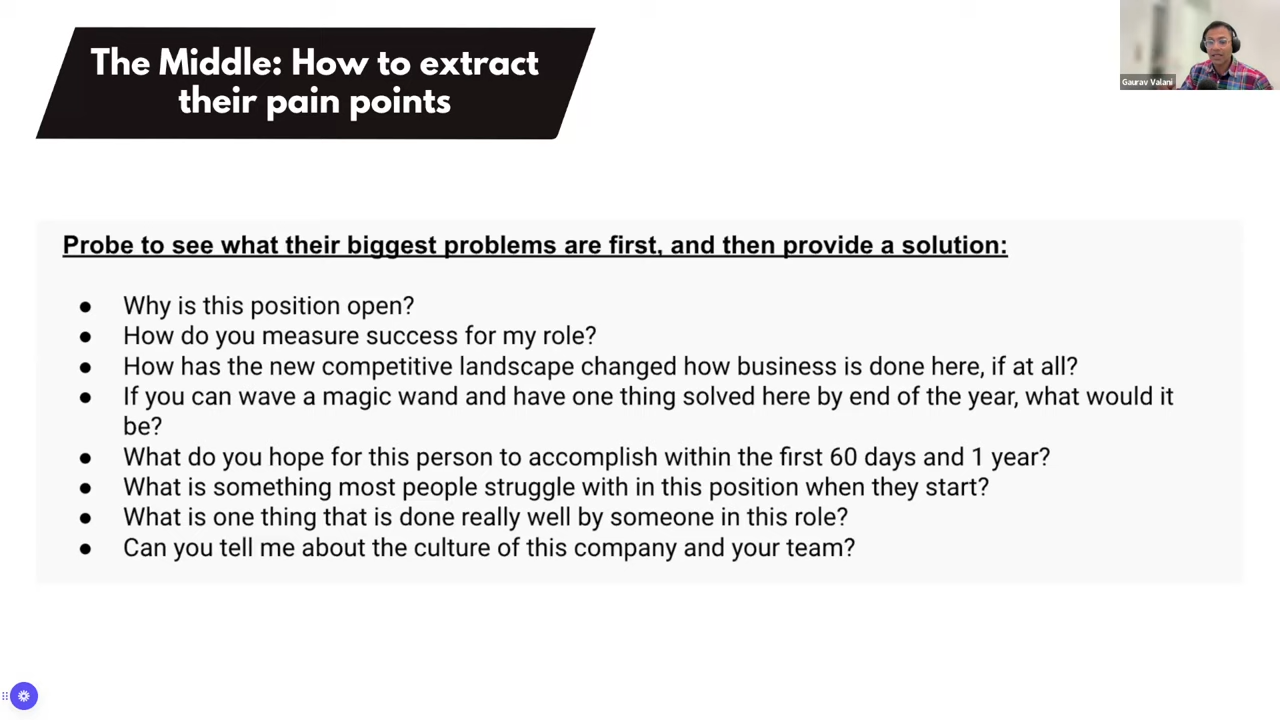 The Middle: How to extract
their pain points
Gaurav Valani
Probe to see what their biggest problems are first, and then provide a solution:
● Why is this position open?
● How do you measure success for my role?
● How has the new competitive landscape changed how business is done here, if at all?
● If you can wave a magic wand and have one thing solved here by end of the year, what would it
be?
● What do you hope for this person to accomplish within the first 60 days and 1 year?
● What is something most people struggle with in this position when they start?
● What is one thing that is done really well by someone in this role?
● Can you tell me about the culture of this company and your team?